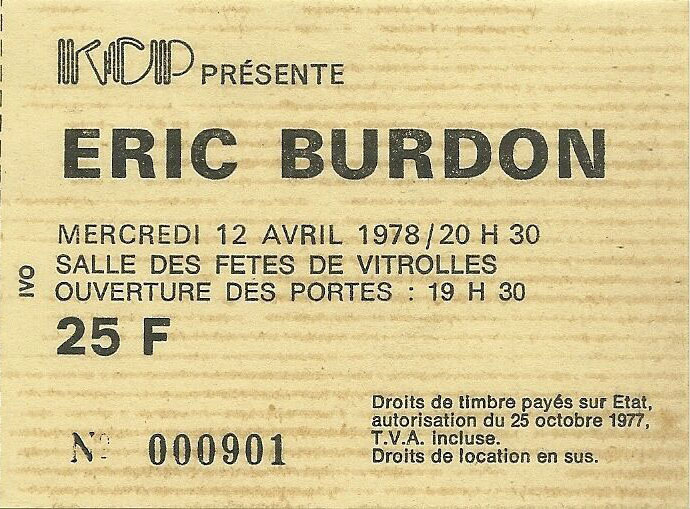 KCP PRÉSENTE
ERIC BURDON
MERCREDI 12 AVRIL 1978/20 H 30
SALLE DES FETES DE VITROLLES
OUVERTURE DES PORTES : 19 H 30
25 F
IVO
Droits de timbre payés sur Etat,
autorisation du 25 octobre 1977,
T.V.A. incluse.
Droits de location en sus.
Nº 000901